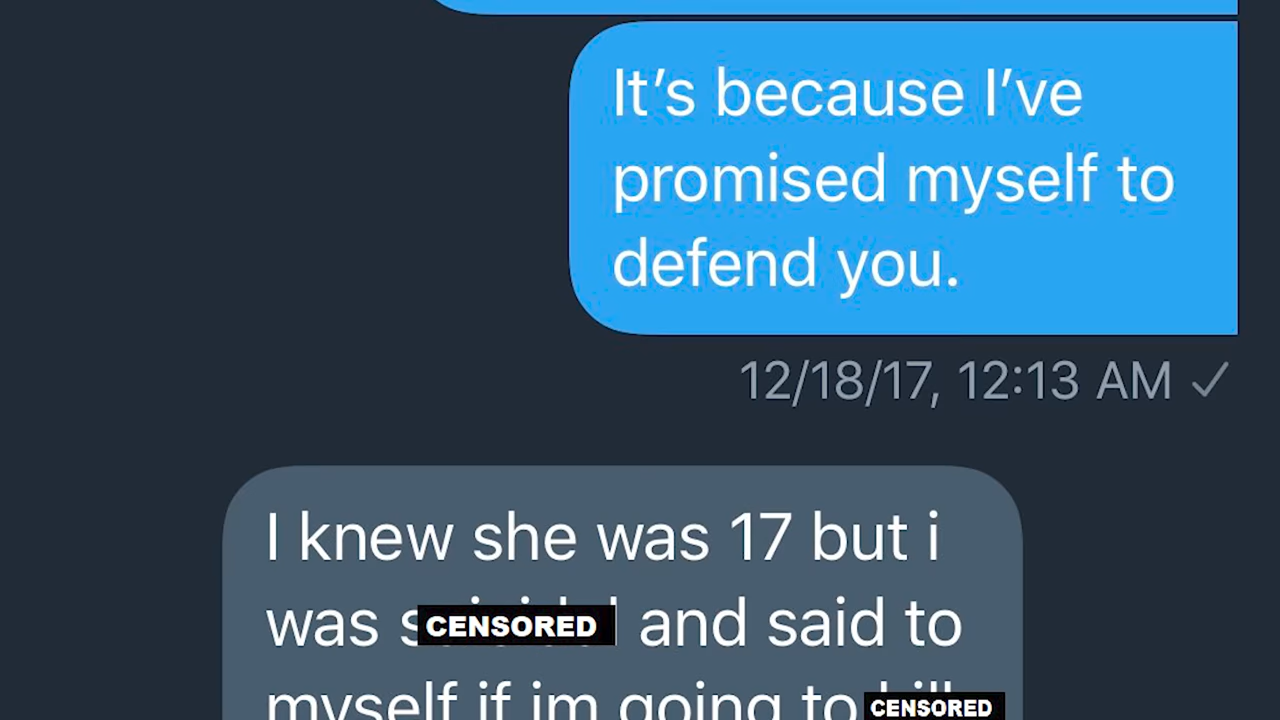 It’s because I’ve
promised myself to
defend you.
12/18/17, 12:13 AM
I knew she was 17 but i
was s CENSORED l and said to
myself if im going to CENSORED